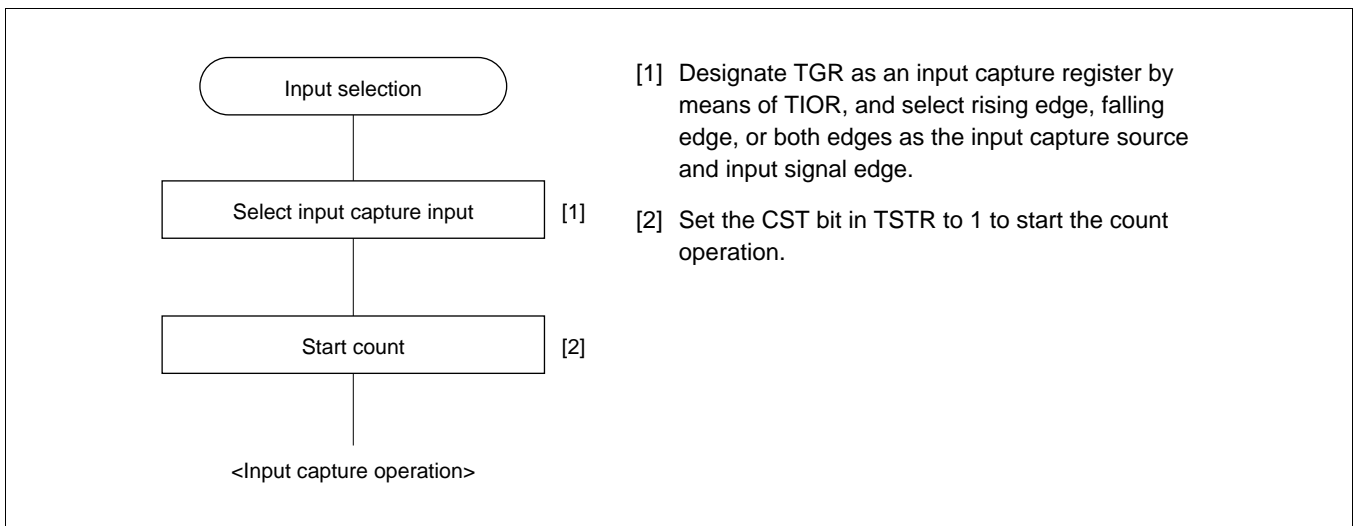 Input selection
Select input capture input
[1]
Start count
[2]
<Input capture operation>
[1] Designate TGR as an input capture register by
means of TIOR, and select rising edge, falling
edge, or both edges as the input capture source
and input signal edge.
[2] Set the CST bit in TSTR to 1 to start the count
operation.